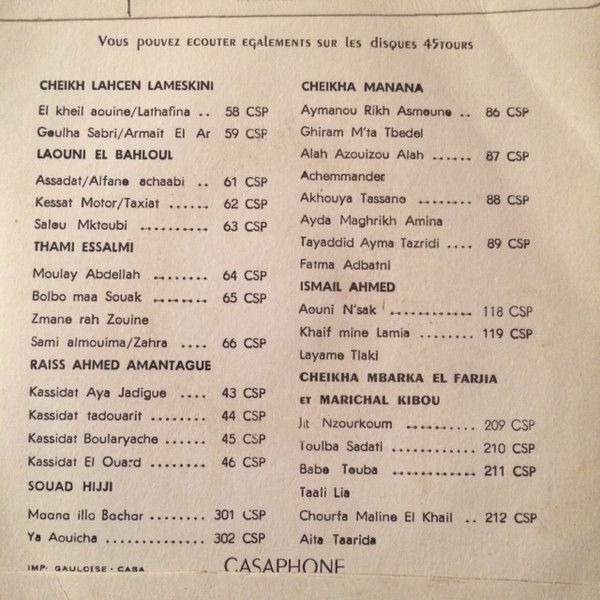 Vous pouvez ecouter egalements sur les disques 45tours
CHEIKH LAHCEN LAMESKINI
El kheil aouine/Lathafina .. 58 CSP
Goulha Sabri/Armait El Ar 59 CSP
LAOUNI EL BAHLOUL
Assadat/Alfane achaabi .. 61 CSP
Kessat Motor/Taxiat ...... 62 CSP
Salou Mktoubi .......... 63 CSP
THAMI ESSALMI
Moulay Abdellah ........ 64 CSP
Bolbo maa Souak ........ 65 CSP
Zmane rah Zouine
Sami almouima/Zahra .... 66 CSP
RAISS AHMED AMANTAGUE
Kassidat Aya Jadigue .... 43 CSP
Kassidat tadouarit ........ 44 CSP
Kassidat Boularyache ...... 45 CSP
Kassidat El Ouard ........ 46 CSP
SOUAD HIJJI
Maana illa Bachar ........ 301 CSP
Ya Aouicha ............ 302 CSP
IMP. GAULOISE - CASA
CHEIKHA MANANA
Aymanou Rikh Asmoune .. 86 CSP
Ghiram M'ta Tbedel
Alah Azouizou Alah ...... 87 CSP
Achemmander
Akhouya Tassano ........ 88 CSP
Ayda Maghrikh Amina
Tayaddid Ayma Tazridi .... 89 CSP
Fatma Adbatni
ISMAIL AHMED
Aouni N'sak ............ 118 CSP
Khaif mine Lamia ........ 119 CSP
Layame Tlaki
CHEIKHA MBARKA EL FARJIA
ET MARICHAL KIBOU
Jit Nzourkoum .......... 209 CSP
Toulba Sadati ............ 210 CSP
Babe Touba ............ 211 CSP
Taali Lia
Chourfa Maline El Khail .. 212 CSP
Aita Taarida
CASAPHONE